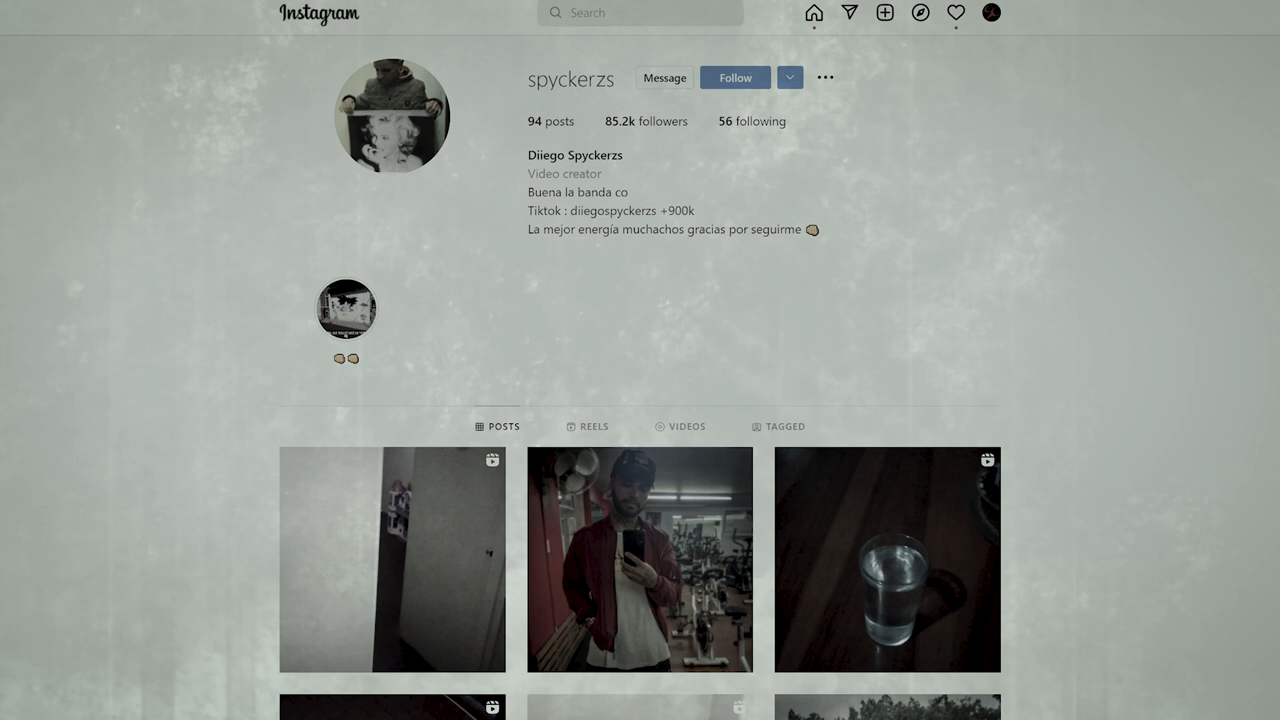 Instagram
Search
spyckerzs
Message
Follow
94 posts
85.2k followers
56 following
Diiego Spyckerzs
Video creator
Buena la banda co
Tiktok : diiegospyckerzs +900k
La mejor energía muchachos gracias por seguirme
POSTS
REELS
VIDEOS
TAGGED